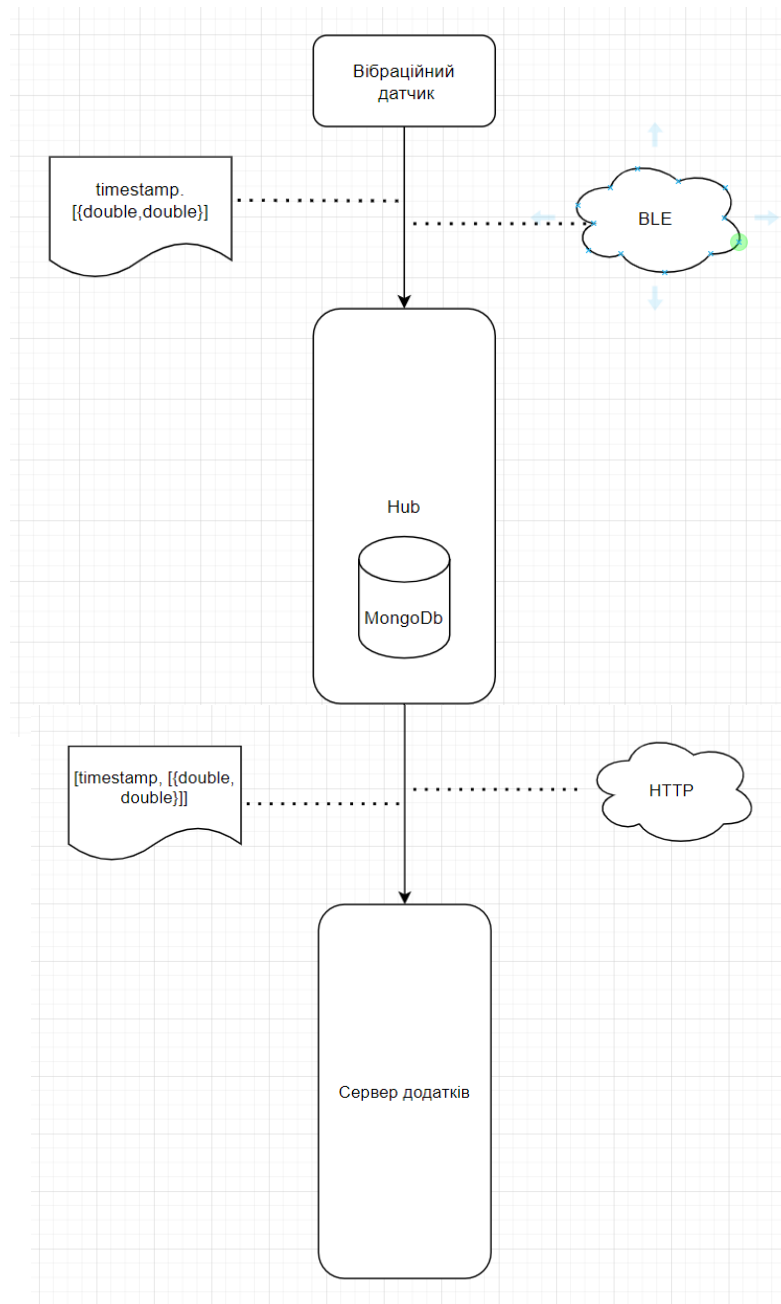 Вібраційний
датчик
timestamp.
[{double,double}]
BLE
Hub
MongoDb
[timestamp, [{double,
double}]]
HTTP
Сервер додатків